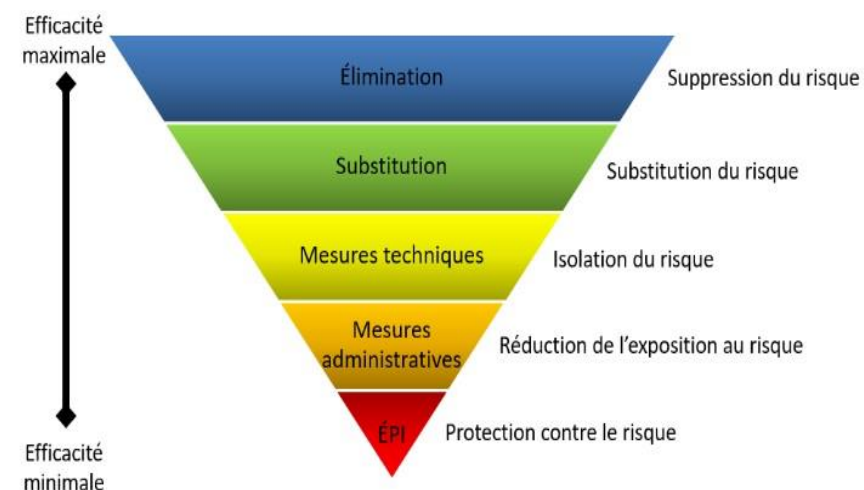 Efficacité
maximale
Élimination
Suppression du risque
Substitution
Substitution du risque
Mesures techniques
Isolation du risque
Mesures
administratives
Réduction de l’exposition au risque
ÉPI
Protection contre le risque
Efficacité
minimale